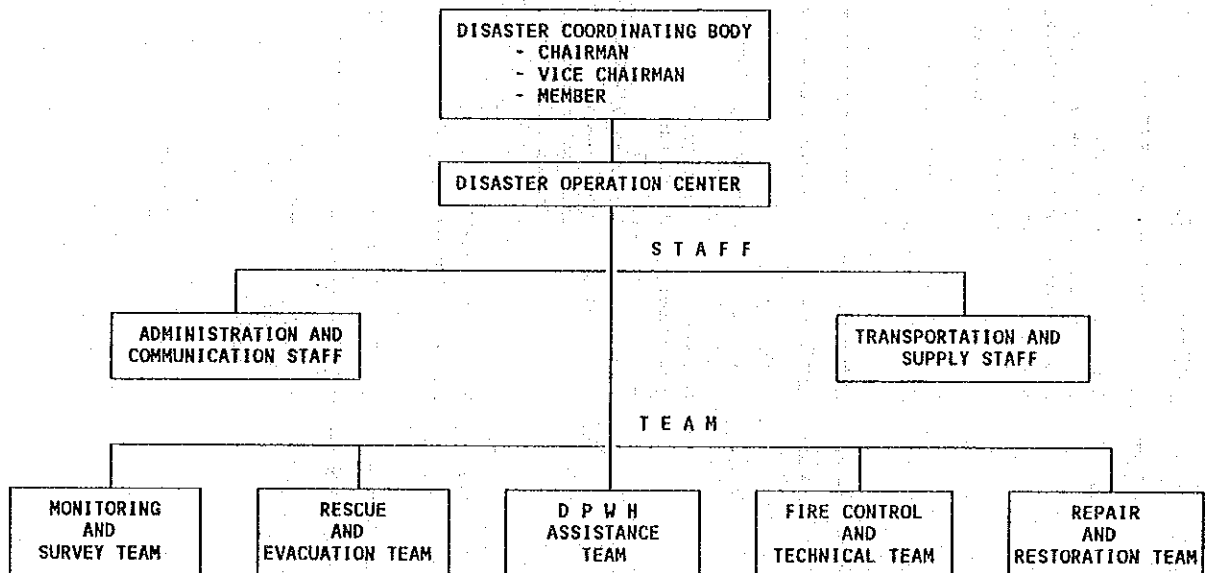 DISASTER COORDINATING BODY
- CHAIRMAN
- VICE CHAIRMAN
- MEMBER
DISASTER OPERATION CENTER
S T A F F
ADMINISTRATION AND
COMMUNICATION STAFF
TRANSPORTATION AND
SUPPLY STAFF
T E A M
MONITORING
AND
SURVEY TEAM
RESCUE
AND
EVACUATION TEAM
D P W H
ASSISTANCE
TEAM
FIRE CONTROL
AND
TECHNICAL TEAM
REPAIR
AND
RESTORATION TEAM